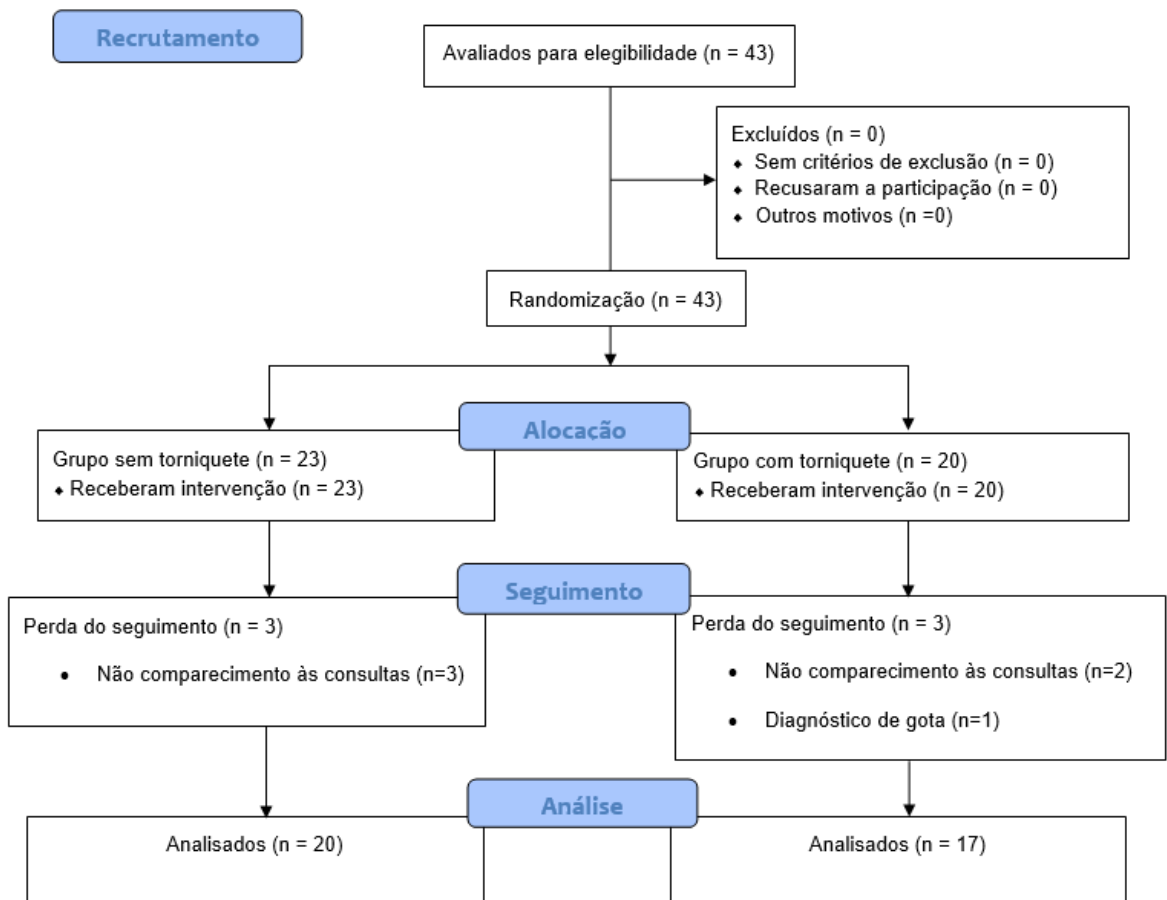 Recrutamento
Avaliados para elegibilidade (n = 43)
Excluídos (n = 0)
⬥ Sem critérios de exclusão (n = 0)
⬥ Recusaram a participação (n = 0)
⬥ Outros motivos (n =0)
Randomização (n = 43)
Alocação
Grupo sem torniquete (n = 23)
⬥ Receberam intervenção (n = 23)
Grupo com torniquete (n = 20)
⬥ Receberam intervenção (n = 20)
Seguimento
Perda do seguimento (n = 3)
• Não comparecimento às consultas (n=3)
Perda do seguimento (n = 3)
• Não comparecimento às consultas (n=2)
• Diagnóstico de gota (n=1)
Análise
Analisados (n = 20)
Analisados (n = 17)